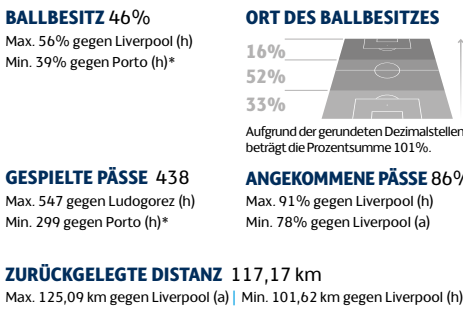 BALLBESITZ 46%
Max. 56% gegen Liverpool (h)
Min. 39% gegen Porto (h)*
ORT DES BALLBESITZES
16%
52%
33%
Aufgrund der gerundeten Dezimalstellen
beträgt die Prozentsumme 101%.
GESPIELTE PÄSSE 438
Max. 547 gegen Ludogorez (h)
Min. 299 gegen Porto (h)*
ANGEKOMMENE PÄSSE 86%
Max. 91% gegen Liverpool (h)
Min. 78% gegen Liverpool (a)
ZURÜCKGELEGTE DISTANZ 117,17 km
Max. 125,09 km gegen Liverpool (a) | Min. 101,62 km gegen Liverpool (h)